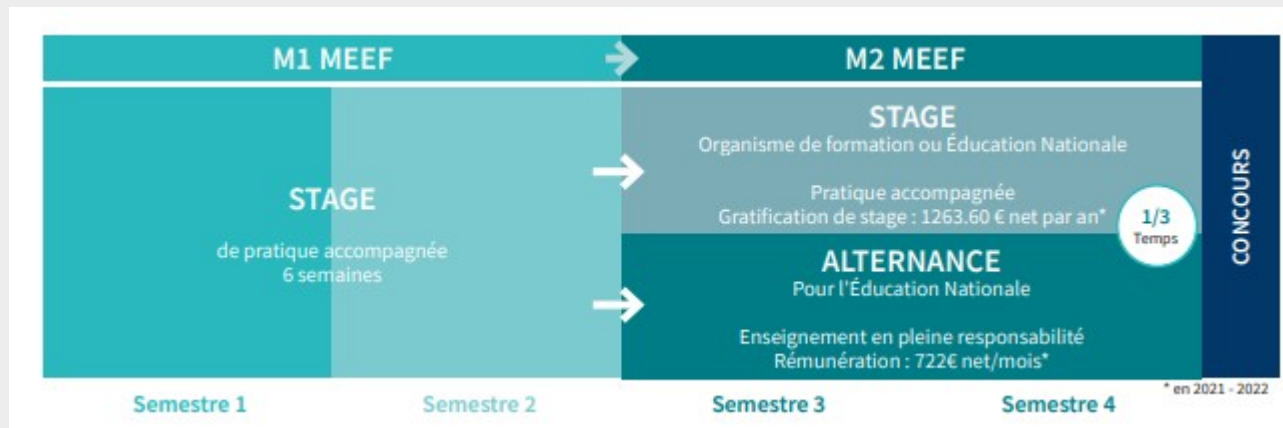 M1 MEEF
M2 MEEF
STAGE
de pratique accompagnée
6 semaines
STAGE
Organisme de formation ou Éducation Nationale
Pratique accompagnée
Gratification de stage : 1263.60 € net par an*
1/3
Temps
ALTERNANCE
Pour l'Éducation Nationale
Enseignement en pleine responsabilité
Rémunération : 722€ net/mois*
CONCOURS
* en 2021 - 2022
Semestre 1
Semestre 2
Semestre 3
Semestre 4